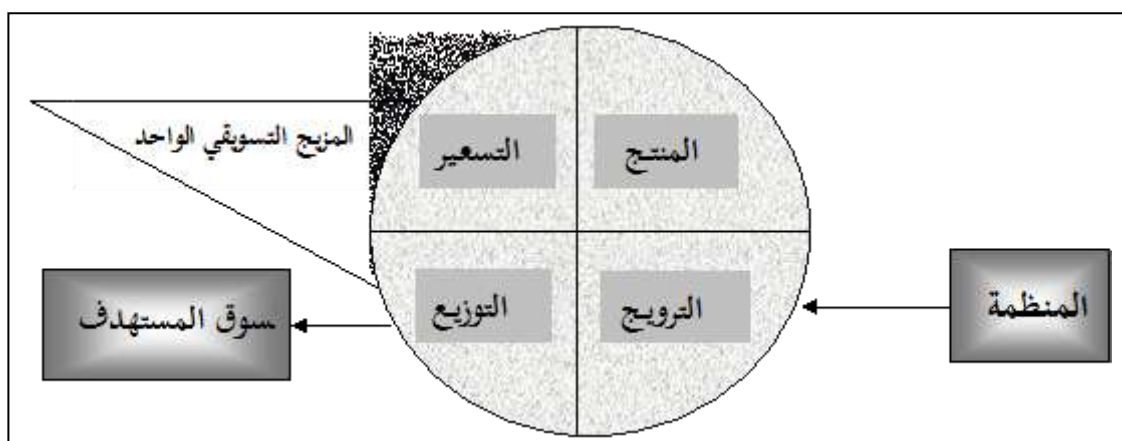 المنتج
التسعير
المزيج التسويقي الواحد
المنظمة
الترويج
التوزيع
سوق المستهدف